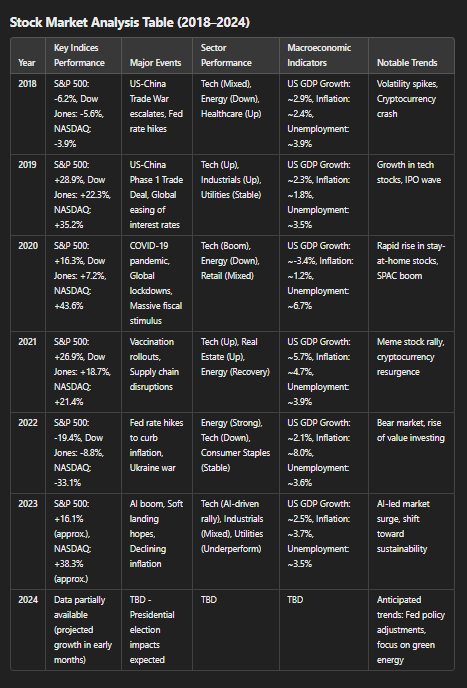 Stock Market Analysis Table (2018–2024)
Year
Key Indices
Performance
Major Events
Sector
Performance
Macroeconomic
Indicators
Notable Trends
2018
S&P 500:
-6.2%, Dow
Jones: -5.6%,
NASDAQ:
-3.9%
US-China
Trade War
escalates, Fed
rate hikes
Tech (Mixed),
Energy (Down),
Healthcare (Up)
US GDP Growth:
~2.9%, Inflation:
~2.4%,
Unemployment:
~3.9%
Volatility spikes,
Cryptocurrency
crash
2019
S&P 500:
+28.9%, Dow
Jones: +22.3%,
NASDAQ:
+35.2%
US-China
Phase 1 Trade
Deal, Global
easing of
interest rates
Tech (Up),
Industrials (Up),
Utilities (Stable)
US GDP Growth:
~2.3%, Inflation:
~1.8%,
Unemployment:
~3.5%
Growth in tech
stocks, IPO wave
2020
S&P 500:
+16.3%, Dow
Jones: +7.2%,
NASDAQ:
+43.6%
COVID-19
pandemic,
Global
lockdowns,
Massive fiscal
stimulus
Tech (Boom),
Energy (Down),
Retail (Mixed)
US GDP Growth:
~-3.4%, Inflation:
~1.2%,
Unemployment:
~6.7%
Rapid rise in stay-
at-home stocks,
SPAC boom
2021
S&P 500:
+26.9%, Dow
Jones: +18.7%,
NASDAQ:
+21.4%
Vaccination
rollouts,
Supply chain
disruptions
Tech (Up), Real
Estate (Up),
Energy (Recovery)
US GDP Growth:
~5.7%, Inflation:
~4.7%,
Unemployment:
~3.9%
Meme stock rally,
cryptocurrency
resurgence
2022
S&P 500:
-19.4%, Dow
Jones: -8.8%,
NASDAQ:
-33.1%
Fed rate hikes
to curb
inflation,
Ukraine war
Energy (Strong),
Tech (Down),
Consumer Staples
(Stable)
US GDP Growth:
~2.1%, Inflation:
~8.0%,
Unemployment:
~3.6%
Bear market, rise
of value investing
2023
S&P 500:
+16.1%
(approx.),
NASDAQ:
+38.3%
(approx.)
AI boom, Soft
landing
hopes,
Declining
inflation
Tech (AI-driven
rally), Industrials
(Mixed), Utilities
(Underperform)
US GDP Growth:
~2.5%, Inflation:
~3.7%,
Unemployment:
~3.5%
AI-led market
surge, shift
toward
sustainability
2024
Data partially
available
(projected
growth in early
months)
TBD -
Presidential
election
impacts
expected
TBD
TBD
Anticipated
trends: Fed policy
adjustments,
focus on green
energy